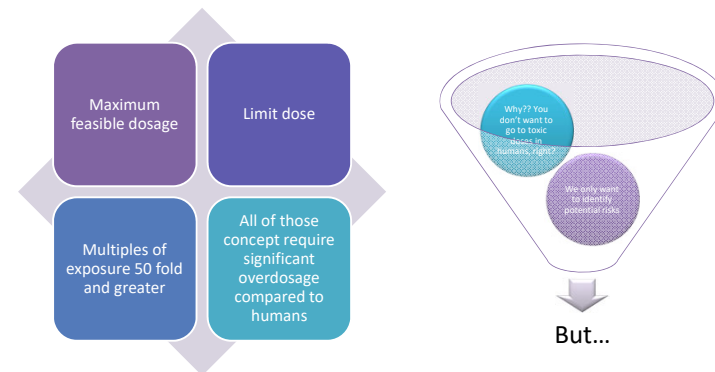 Maximum
feasible dosage
Limit dose
Multiples of
exposure 50 fold
and greater
All of those
concept require
significant
overdosage
compared to
humans
Why?? You
don't want to
go to toxic
doses in
humans, right?
We only want
to identify
potential risks
But...